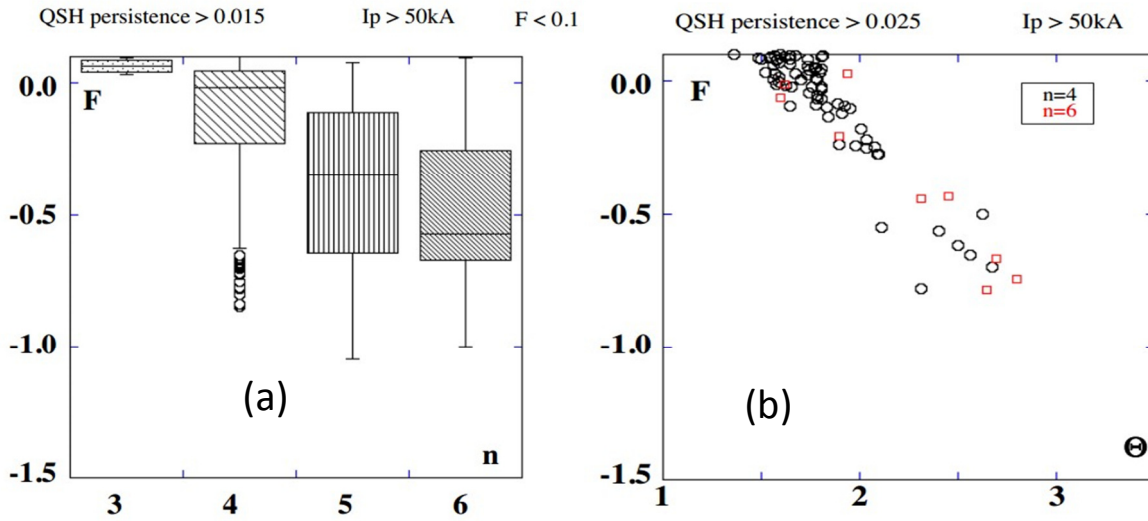 QSH persistence > 0.015 Ip > 50kA F < 0.1
F
0.0
-0.5
-1.0
-1.5
(a)
n
3 4 5 6
QSH persistence > 0.025 Ip > 50kA
F
n=4
n=6
0.0
-0.5
-1.0
-1.5
(b)
Θ
1 2 3